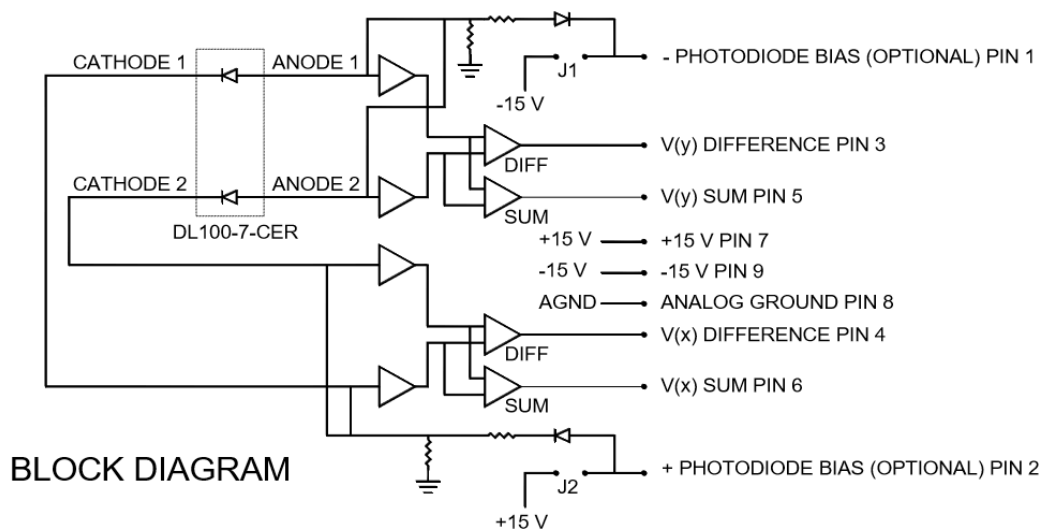 - PHOTODIODE BIAS (OPTIONAL) PIN 1
CATHODE 1
ANODE 1
J1
-15 V
V(y) DIFFERENCE PIN 3
DIFF
CATHODE 2
ANODE 2
V(y) SUM PIN 5
SUM
DL100-7-CER
+15 V
+15 V PIN 7
-15 V
-15 V PIN 9
AGND
ANALOG GROUND PIN 8
V(x) DIFFERENCE PIN 4
DIFF
V(x) SUM PIN 6
SUM
BLOCK DIAGRAM
+ PHOTODIODE BIAS (OPTIONAL) PIN 2
J2
+15 V